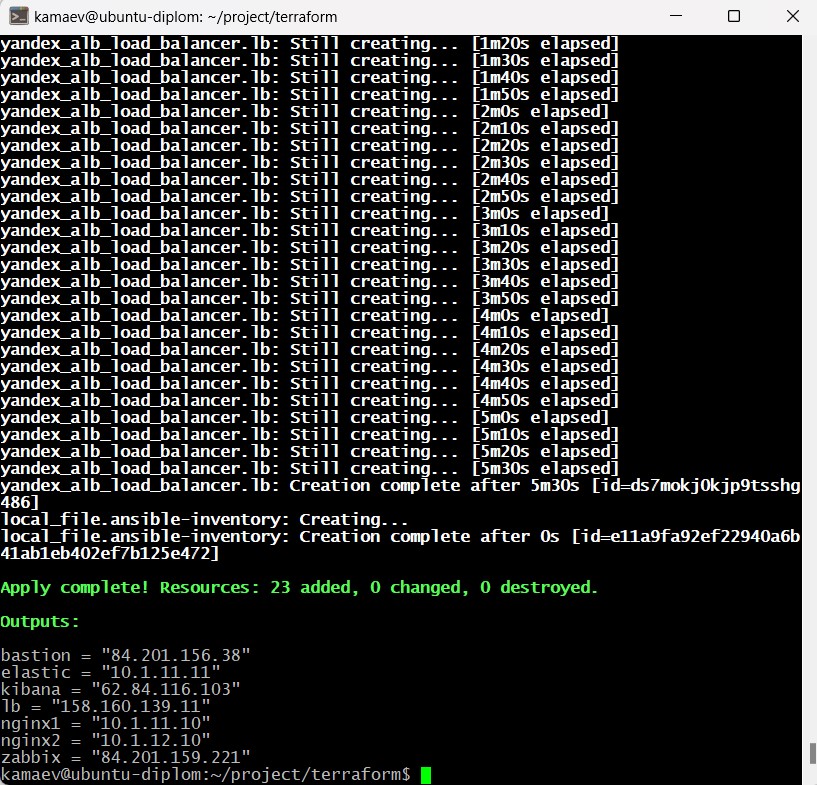 kamaev@ubuntu-diplom: ~/project/terraform
yandex_alb_load_balancer.lb: Still creating... [1m20s elapsed]
yandex_alb_load_balancer.lb: Still creating... [1m30s elapsed]
yandex_alb_load_balancer.lb: Still creating... [1m40s elapsed]
yandex_alb_load_balancer.lb: Still creating... [1m50s elapsed]
yandex_alb_load_balancer.lb: Still creating... [2m0s elapsed]
yandex_alb_load_balancer.lb: Still creating... [2m10s elapsed]
yandex_alb_load_balancer.lb: Still creating... [2m20s elapsed]
yandex_alb_load_balancer.lb: Still creating... [2m30s elapsed]
yandex_alb_load_balancer.lb: Still creating... [2m40s elapsed]
yandex_alb_load_balancer.lb: Still creating... [2m50s elapsed]
yandex_alb_load_balancer.lb: Still creating... [3m0s elapsed]
yandex_alb_load_balancer.lb: Still creating... [3m10s elapsed]
yandex_alb_load_balancer.lb: Still creating... [3m20s elapsed]
yandex_alb_load_balancer.lb: Still creating... [3m30s elapsed]
yandex_alb_load_balancer.lb: Still creating... [3m40s elapsed]
yandex_alb_load_balancer.lb: Still creating... [3m50s elapsed]
yandex_alb_load_balancer.lb: Still creating... [4m0s elapsed]
yandex_alb_load_balancer.lb: Still creating... [4m10s elapsed]
yandex_alb_load_balancer.lb: Still creating... [4m20s elapsed]
yandex_alb_load_balancer.lb: Still creating... [4m30s elapsed]
yandex_alb_load_balancer.lb: Still creating... [4m40s elapsed]
yandex_alb_load_balancer.lb: Still creating... [4m50s elapsed]
yandex_alb_load_balancer.lb: Still creating... [5m0s elapsed]
yandex_alb_load_balancer.lb: Still creating... [5m10s elapsed]
yandex_alb_load_balancer.lb: Still creating... [5m20s elapsed]
yandex_alb_load_balancer.lb: Still creating... [5m30s elapsed]
yandex_alb_load_balancer.lb: Creation complete after 5m30s [id=ds7mokj0kjp9tsshg
486]
local_file.ansible-inventory: Creating...
local_file.ansible-inventory: Creation complete after 0s [id=e11a9fa92ef22940a6b
41ab1eb402ef7b125e472]
Apply complete! Resources: 23 added, 0 changed, 0 destroyed.
Outputs:
bastion = "84.201.156.38"
elastic = "10.1.11.11"
kibana = "62.84.116.103"
lb = "158.160.139.11"
nginx1 = "10.1.11.10"
nginx2 = "10.1.12.10"
zabbix = "84.201.159.221"
kamaev@ubuntu-diplom:~/project/terraform$